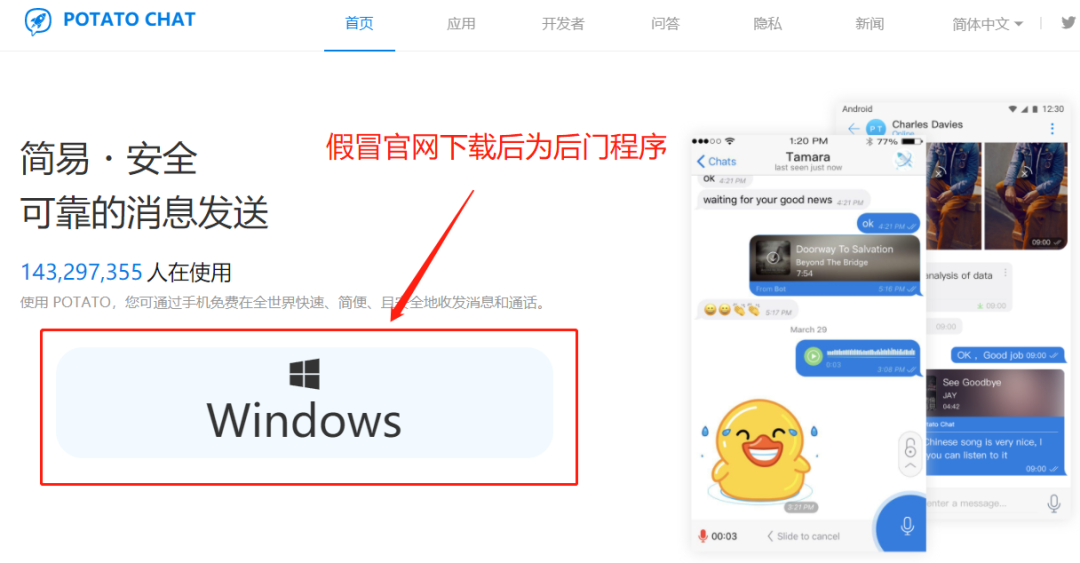 POTATO CHAT
首页
应用
开发者
问答
隐私
新闻
简体中文
假冒官网下载后为后门程序
简易·安全
可靠的消息发送
143,297,355 人在使用
使用 POTATO，您可通过手机免费在全世界快速、简便、且安全地收发消息和通话。
Windows
1:20 PM
77%
Chats
Tamara
last seen just now
OK 4:21 PM
waiting for your good news 4:21 PM
ok 4:21 PM
Doorway To Salvation
Beyond The Bridge
7:54
From Bot 5:16 PM
5:17 PM
March 29
0:03 3:08 PM
3:21 PM
00:03
Slide to cancel
Android
12:30
PT
Charles Davies
Online
09:00
analysis of data
09:00
09:00
OK， Good job 09:00
See Goodbye
JAY
04:42
tato Chat
Chinese song is very nice, I
you can listen to it
09:00
enter a message...